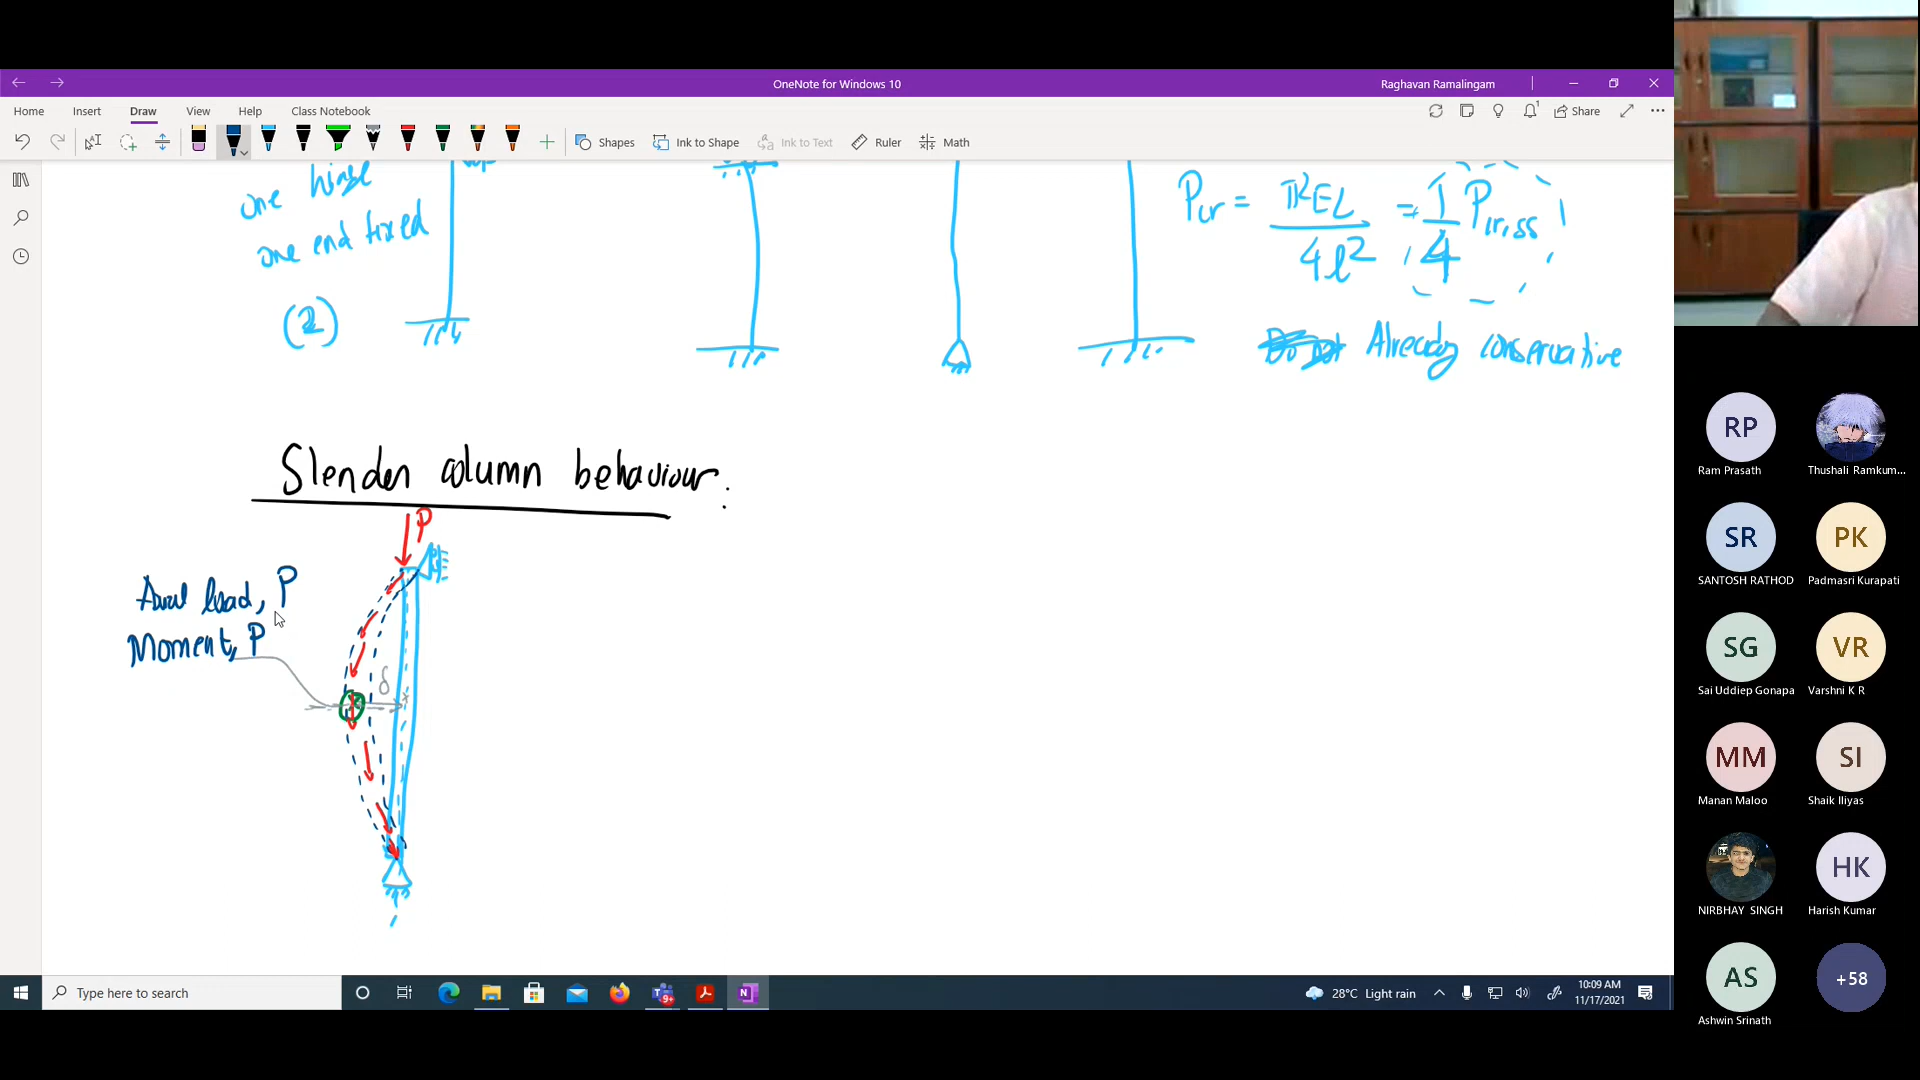 OneNote for Windows 10
Raghavan Ramalingam
Home Insert Draw View Help Class Notebook
Share
Shapes Ink to Shape Ink to Text Ruler Math
one hinge
one end fixed
(2)
Pcr = π²EI / 4l² = 1/4 Pcr,ss
Already conservative
Slender column behaviour:
P
Axial load, P
Moment, P
δ
RP
Ram Prasath
Thushali Ramkum...
SR
SANTOSH RATHOD
PK
Padmasri Kurapati
SG
Sai Uddiep Gonapa
VR
Varshni K R
MM
Manan Maloo
SI
Shaik Iliyas
NIRBHAY SINGH
HK
Harish Kumar
AS
Ashwin Srinath
+58
Type here to search
9+
28°C Light rain
10:09 AM
11/17/2021